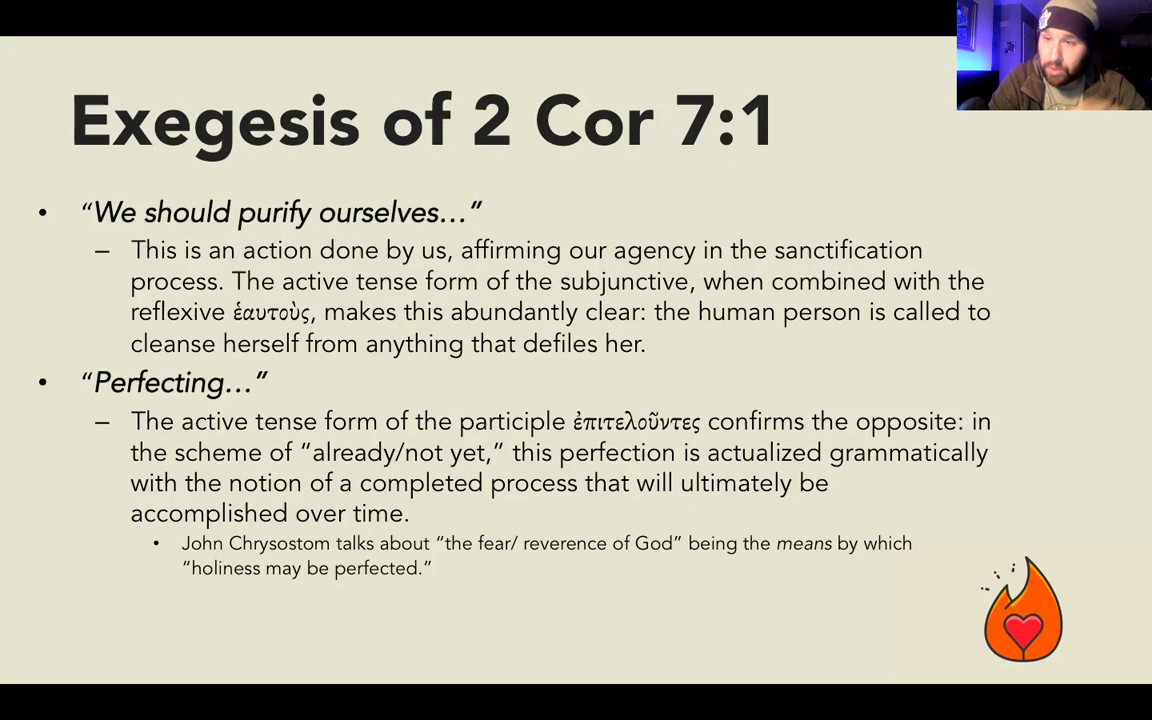 Exegesis of 2 Cor 7:1
• “We should purify ourselves…”
– This is an action done by us, affirming our agency in the sanctification
process. The active tense form of the subjunctive, when combined with the
reflexive ἑαυτοὺς, makes this abundantly clear: the human person is called to
cleanse herself from anything that defiles her.
• “Perfecting…”
– The active tense form of the participle ἐπιτελοῦντες confirms the opposite: in
the scheme of “already/not yet,” this perfection is actualized grammatically
with the notion of a completed process that will ultimately be
accomplished over time.
• John Chrysostom talks about “the fear/ reverence of God” being the means by which
“holiness may be perfected.”